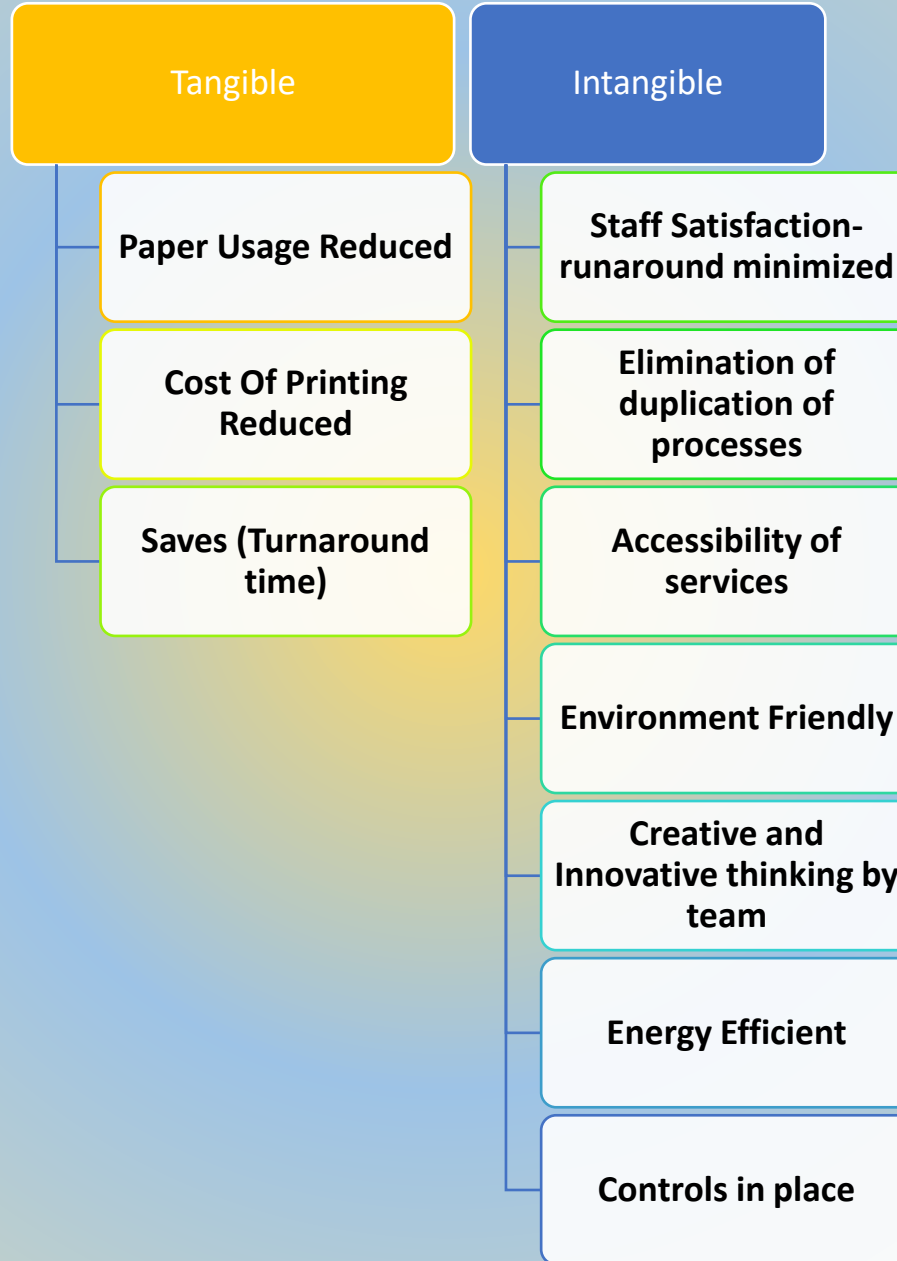 Tangible
Paper Usage Reduced
Cost Of Printing
Reduced
Saves (Turnaround
time)
Intangible
Staff Satisfaction-
runaround minimized
Elimination of
duplication of
processes
Accessibility of
services
Environment Friendly
Creative and
Innovative thinking by
team
Energy Efficient
Controls in place